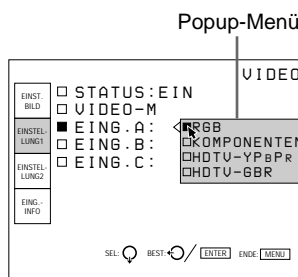 Popup-Menü
VIDEO
EINST.
BILD
EINSTEL-
LUNG1
EINSTEL-
LUNG2
EING.-
INFO
STATUS:EIN
VIDEO-M
EING.A:
EING.B:
EING.C:
RGB
KOMPONENTEN
HDTV-YPBPR
HDTV-GBR
SEL: BEST: / ENTER ENDE: MENU